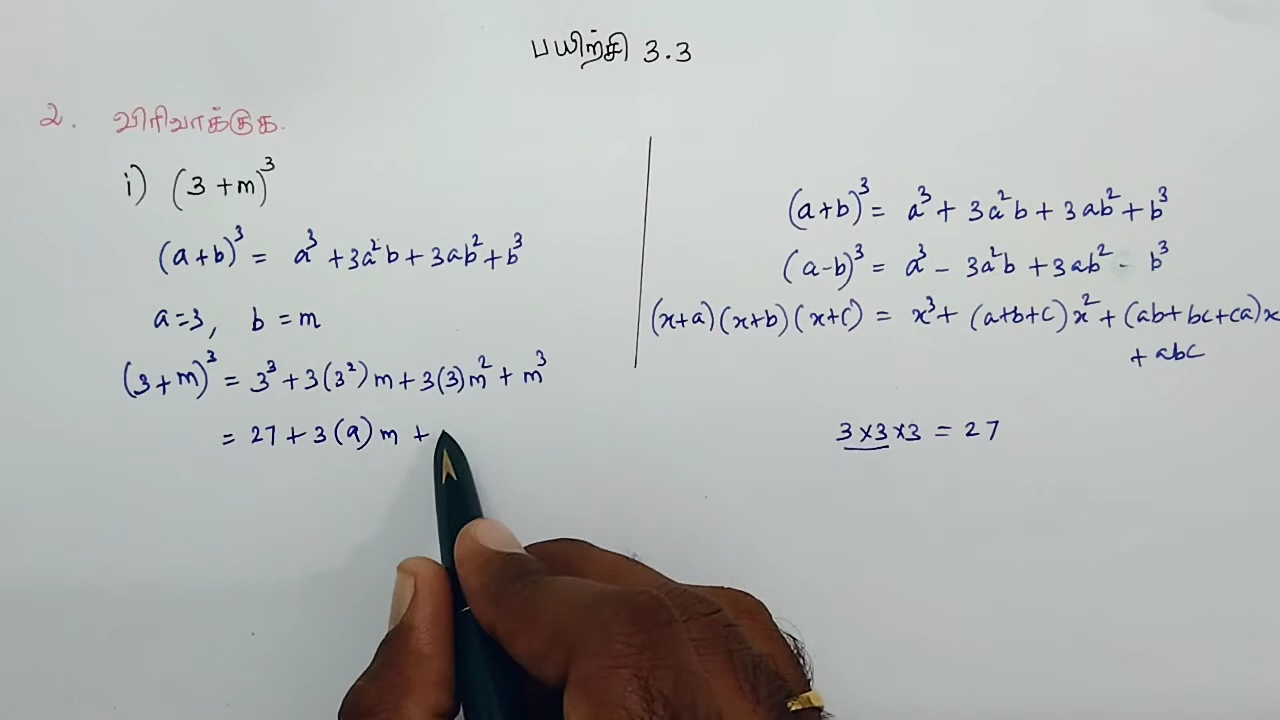 பயிற்சி 3.3
2. விரிவாக்குக.
i) (3+m)³
(a+b)³ = a³ + 3a²b + 3ab² + b³
a=3, b=m
(3+m)³ = 3³ + 3(3²)m + 3(3)m² + m³
= 27 + 3(9)m +
(a+b)³ = a³ + 3a²b + 3ab² + b³
(a-b)³ = a³ - 3a²b + 3ab² - b³
(x+a)(x+b)(x+c) = x³ + (a+b+c)x² + (ab+bc+ca)x
+ abc
3×3×3 = 27